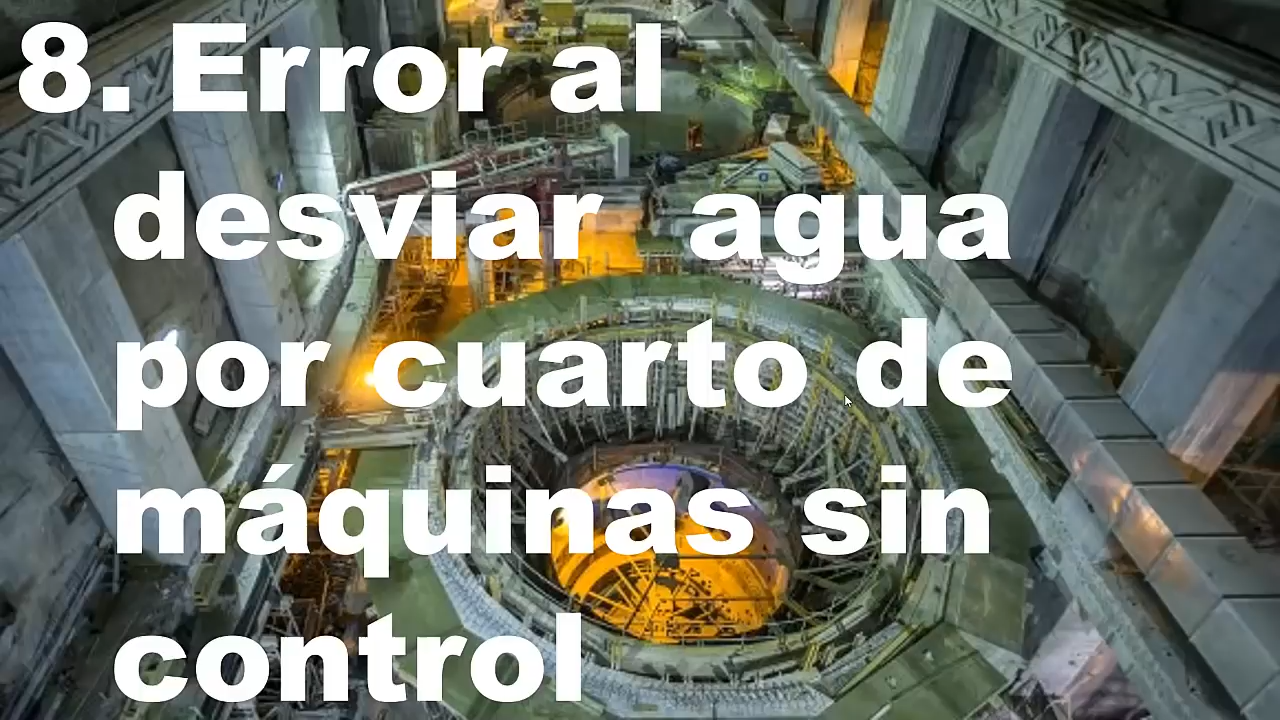 8. Error al
desviar agua
por cuarto de
máquinas sin
control